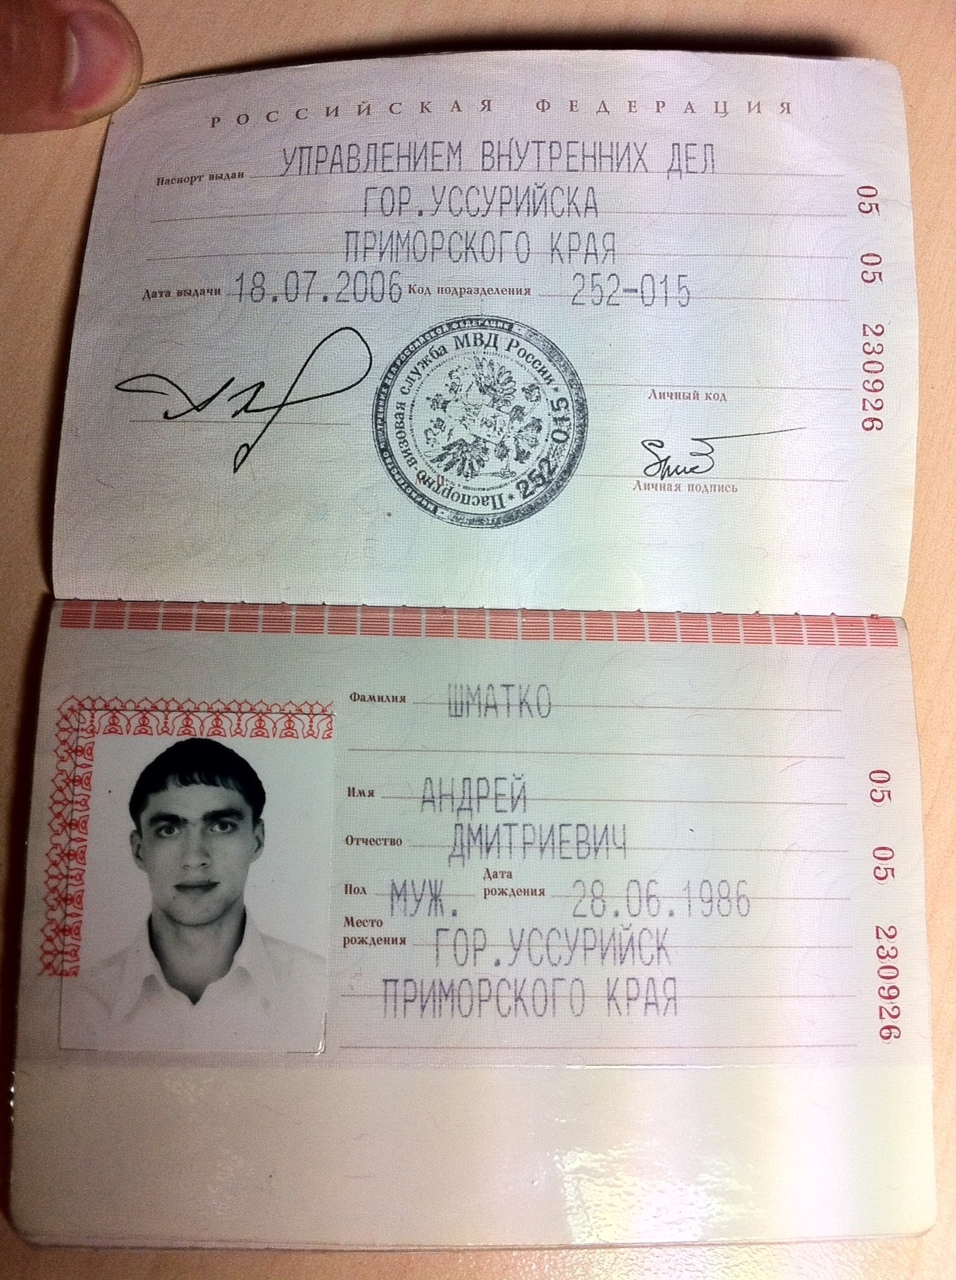 РОССИЙСКАЯ ФЕДЕРАЦИЯ
Паспорт выдан УПРАВЛЕНИЕМ ВНУТРЕННИХ ДЕЛ
ГОР.УССУРИЙСКА
ПРИМОРСКОГО КРАЯ
Дата выдачи 18.07.2006 Код подразделения 252-015
05 05 230926
Паспортно-визовая служба МВД России · 252 015
Личный код
Личная подпись
Фамилия ШМАТКО
Имя АНДРЕЙ
Отчество ДМИТРИЕВИЧ
Пол МУЖ. Дата рождения 28.06.1986
Место рождения ГОР.УССУРИЙСК
ПРИМОРСКОГО КРАЯ
05 05 230926